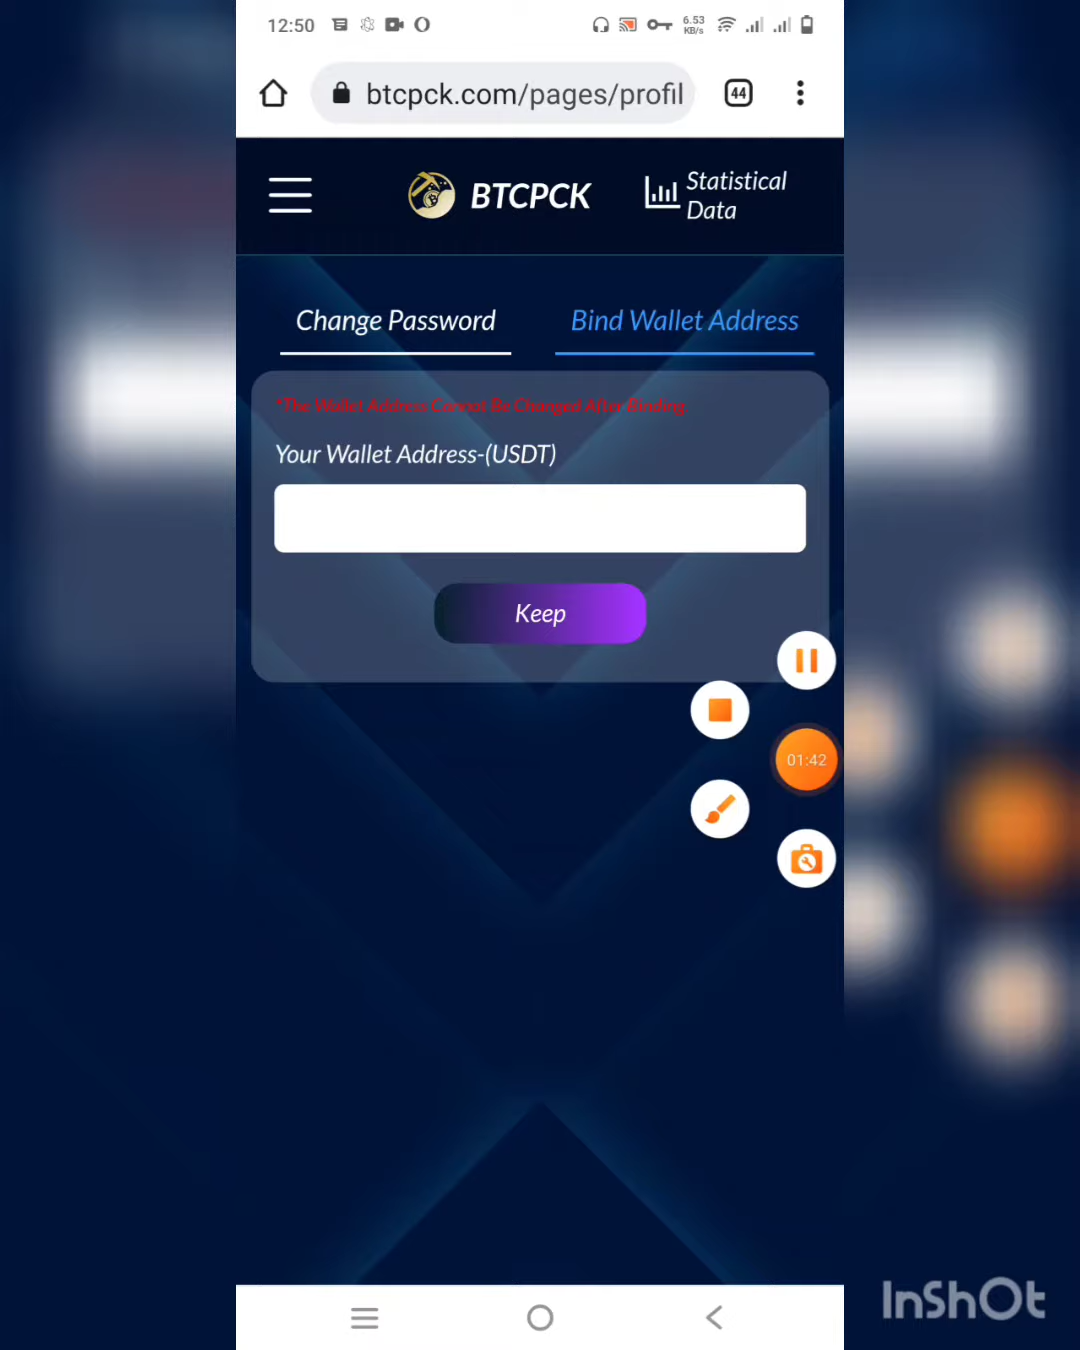 12:50
6.53
KB/s
btcpck.com/pages/profil
44
BTCPCK
Statistical
Data
Change Password
Bind Wallet Address
*The Wallet Address Cannot Be Changed After Binding
Your Wallet Address-(USDT)
Keep
01:42
InShOt